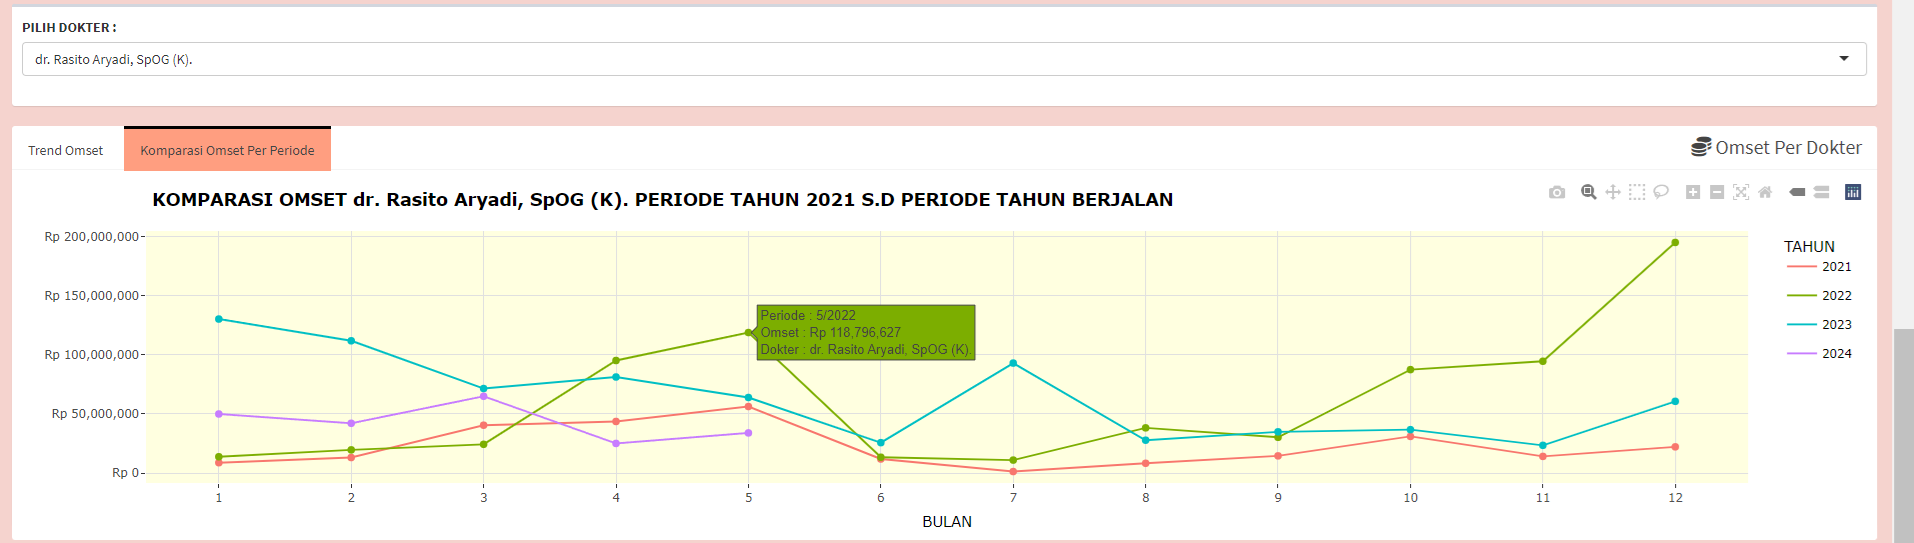 PILIH DOKTER :
dr. Rasito Aryadi, SpOG (K).
Trend Omset
Komparasi Omset Per Periode
Omset Per Dokter
KOMPARASI OMSET dr. Rasito Aryadi, SpOG (K). PERIODE TAHUN 2021 S.D PERIODE TAHUN BERJALAN
Rp 200,000,000
Rp 150,000,000
Rp 100,000,000
Rp 50,000,000
Rp 0
Periode : 5/2022
Omset : Rp 118,796,627
Dokter : dr. Rasito Aryadi, SpOG (K).
TAHUN
2021
2022
2023
2024
1 2 3 4 5 6 7 8 9 10 11 12
BULAN